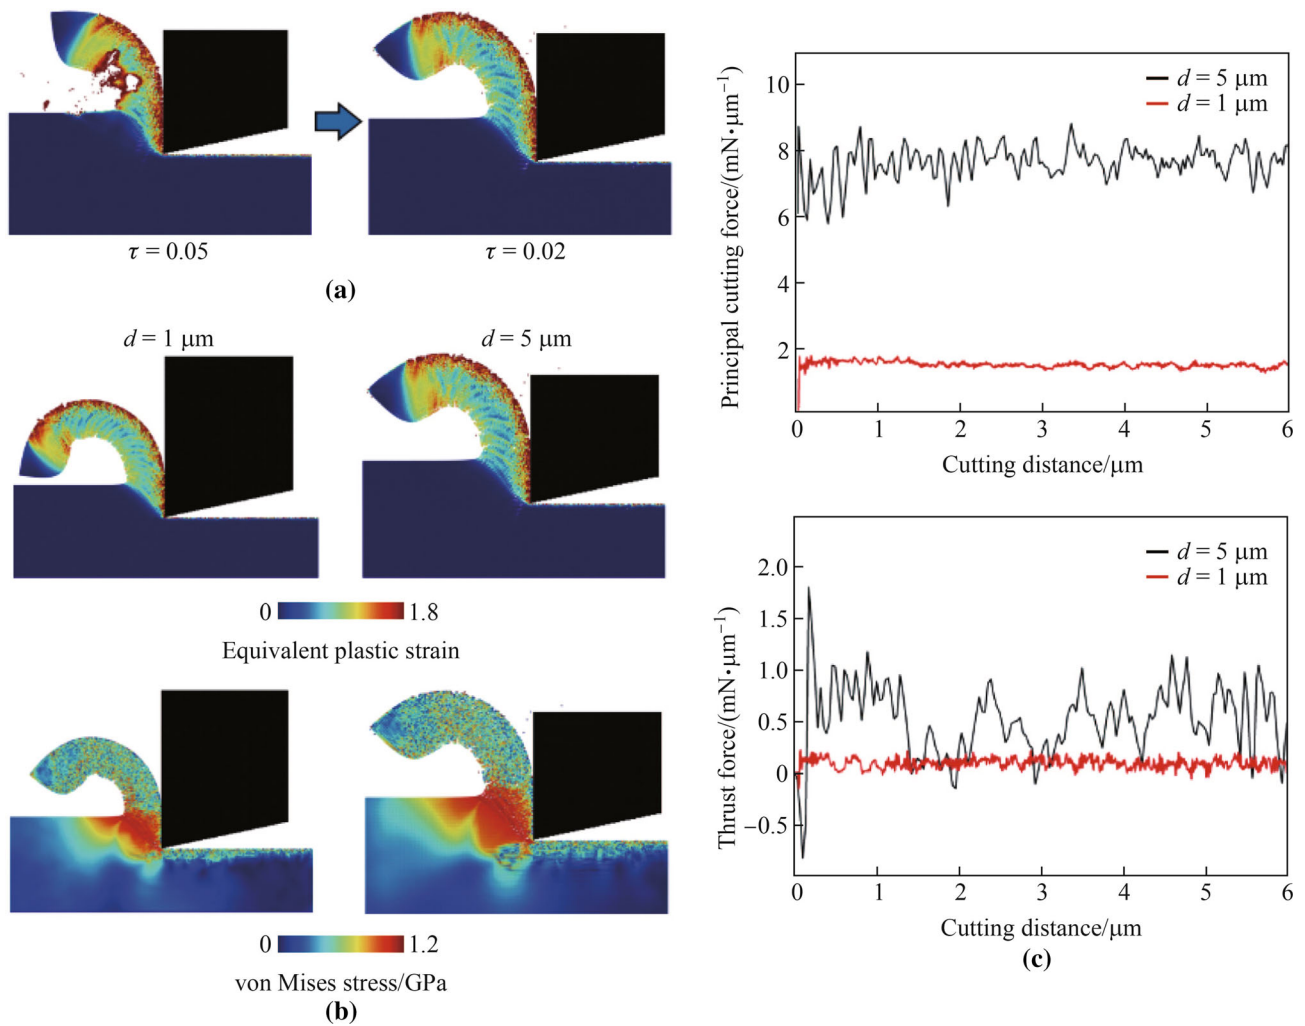 τ = 0.05
τ = 0.02
(a)
d = 1 μm
d = 5 μm
0
1.8
Equivalent plastic strain
0
1.2
von Mises stress/GPa
(b)
Principal cutting force/(mN·μm⁻¹)
10
8
6
4
2
d = 5 μm
d = 1 μm
0 1 2 3 4 5 6
Cutting distance/μm
Thrust force/(mN·μm⁻¹)
2.0
1.5
1.0
0.5
0
−0.5
d = 5 μm
d = 1 μm
0 1 2 3 4 5 6
Cutting distance/μm
(c)